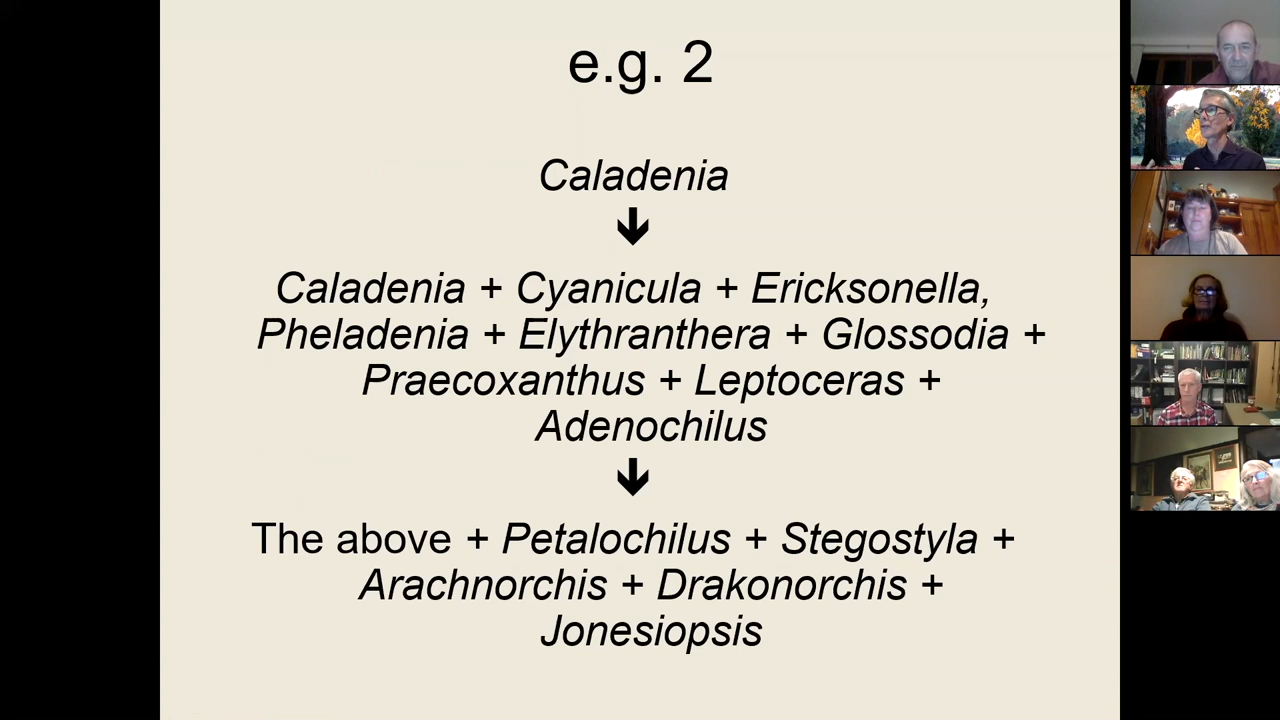 e.g. 2
Caladenia
Caladenia + Cyanicula + Ericksonella,
Pheladenia + Elythranthera + Glossodia +
Praecoxanthus + Leptoceras +
Adenochilus
The above + Petalochilus + Stegostyla +
Arachnorchis + Drakonorchis +
Jonesiopsis